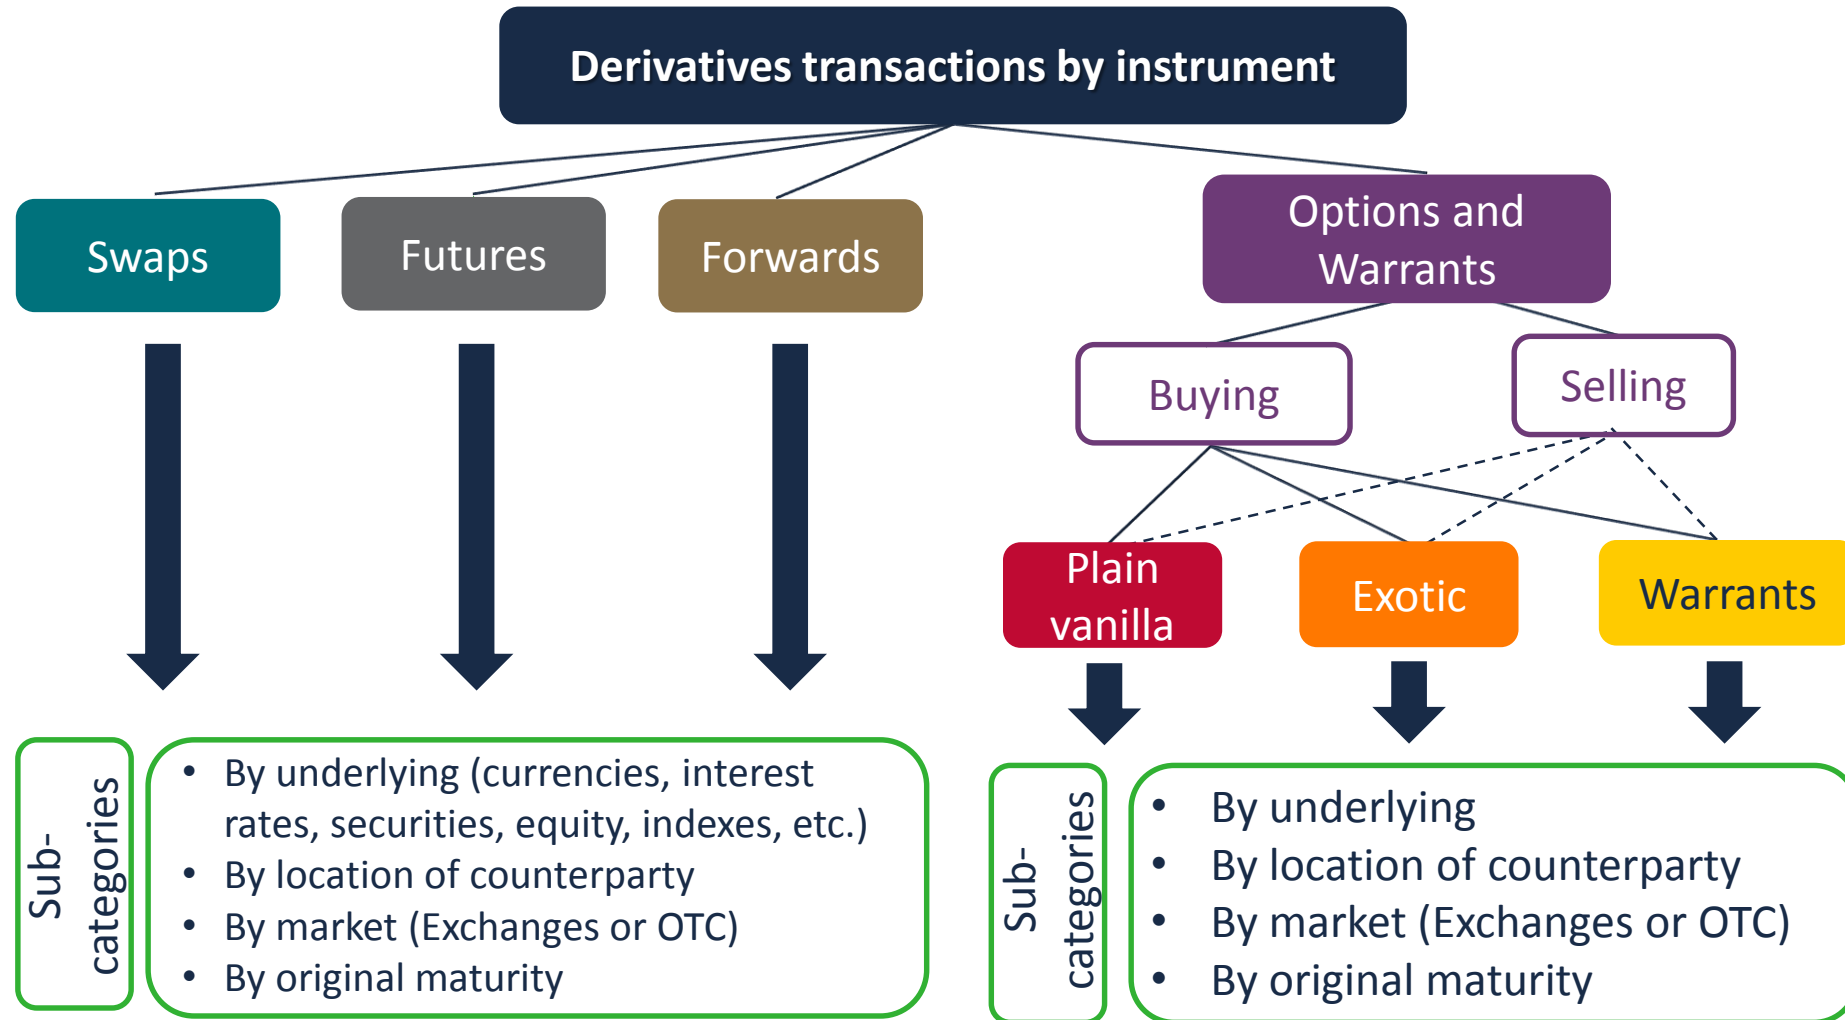 Derivatives transactions by instrument
Swaps
Futures
Forwards
Options and
Warrants
Buying
Selling
Plain
vanilla
Exotic
Warrants
Sub-
categories
• By underlying (currencies, interest
rates, securities, equity, indexes, etc.)
• By location of counterparty
• By market (Exchanges or OTC)
• By original maturity
Sub-
categories
• By underlying
• By location of counterparty
• By market (Exchanges or OTC)
• By original maturity